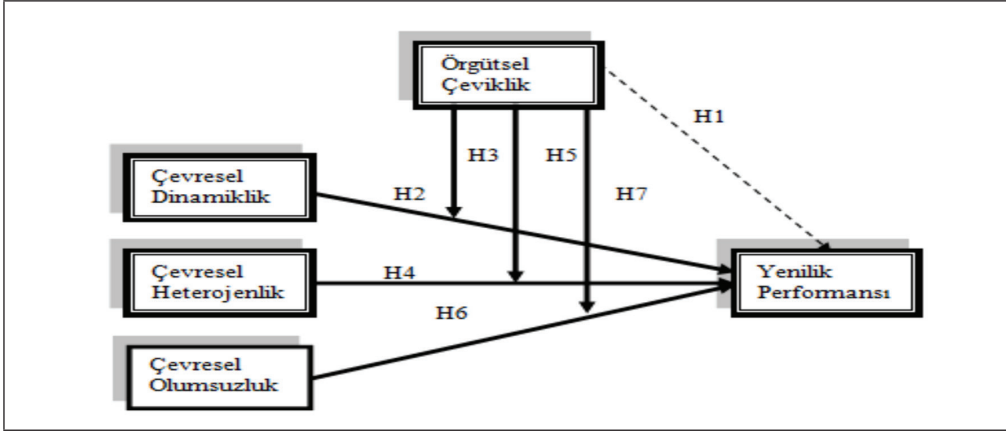 Örgütsel
Çeviklik
H1
H3
H5
Çevresel
Dinamiklik
H2
H7
Çevresel
Heterojenlik
H4
Yenilik
Performansı
H6
Çevresel
Olumsuzluk